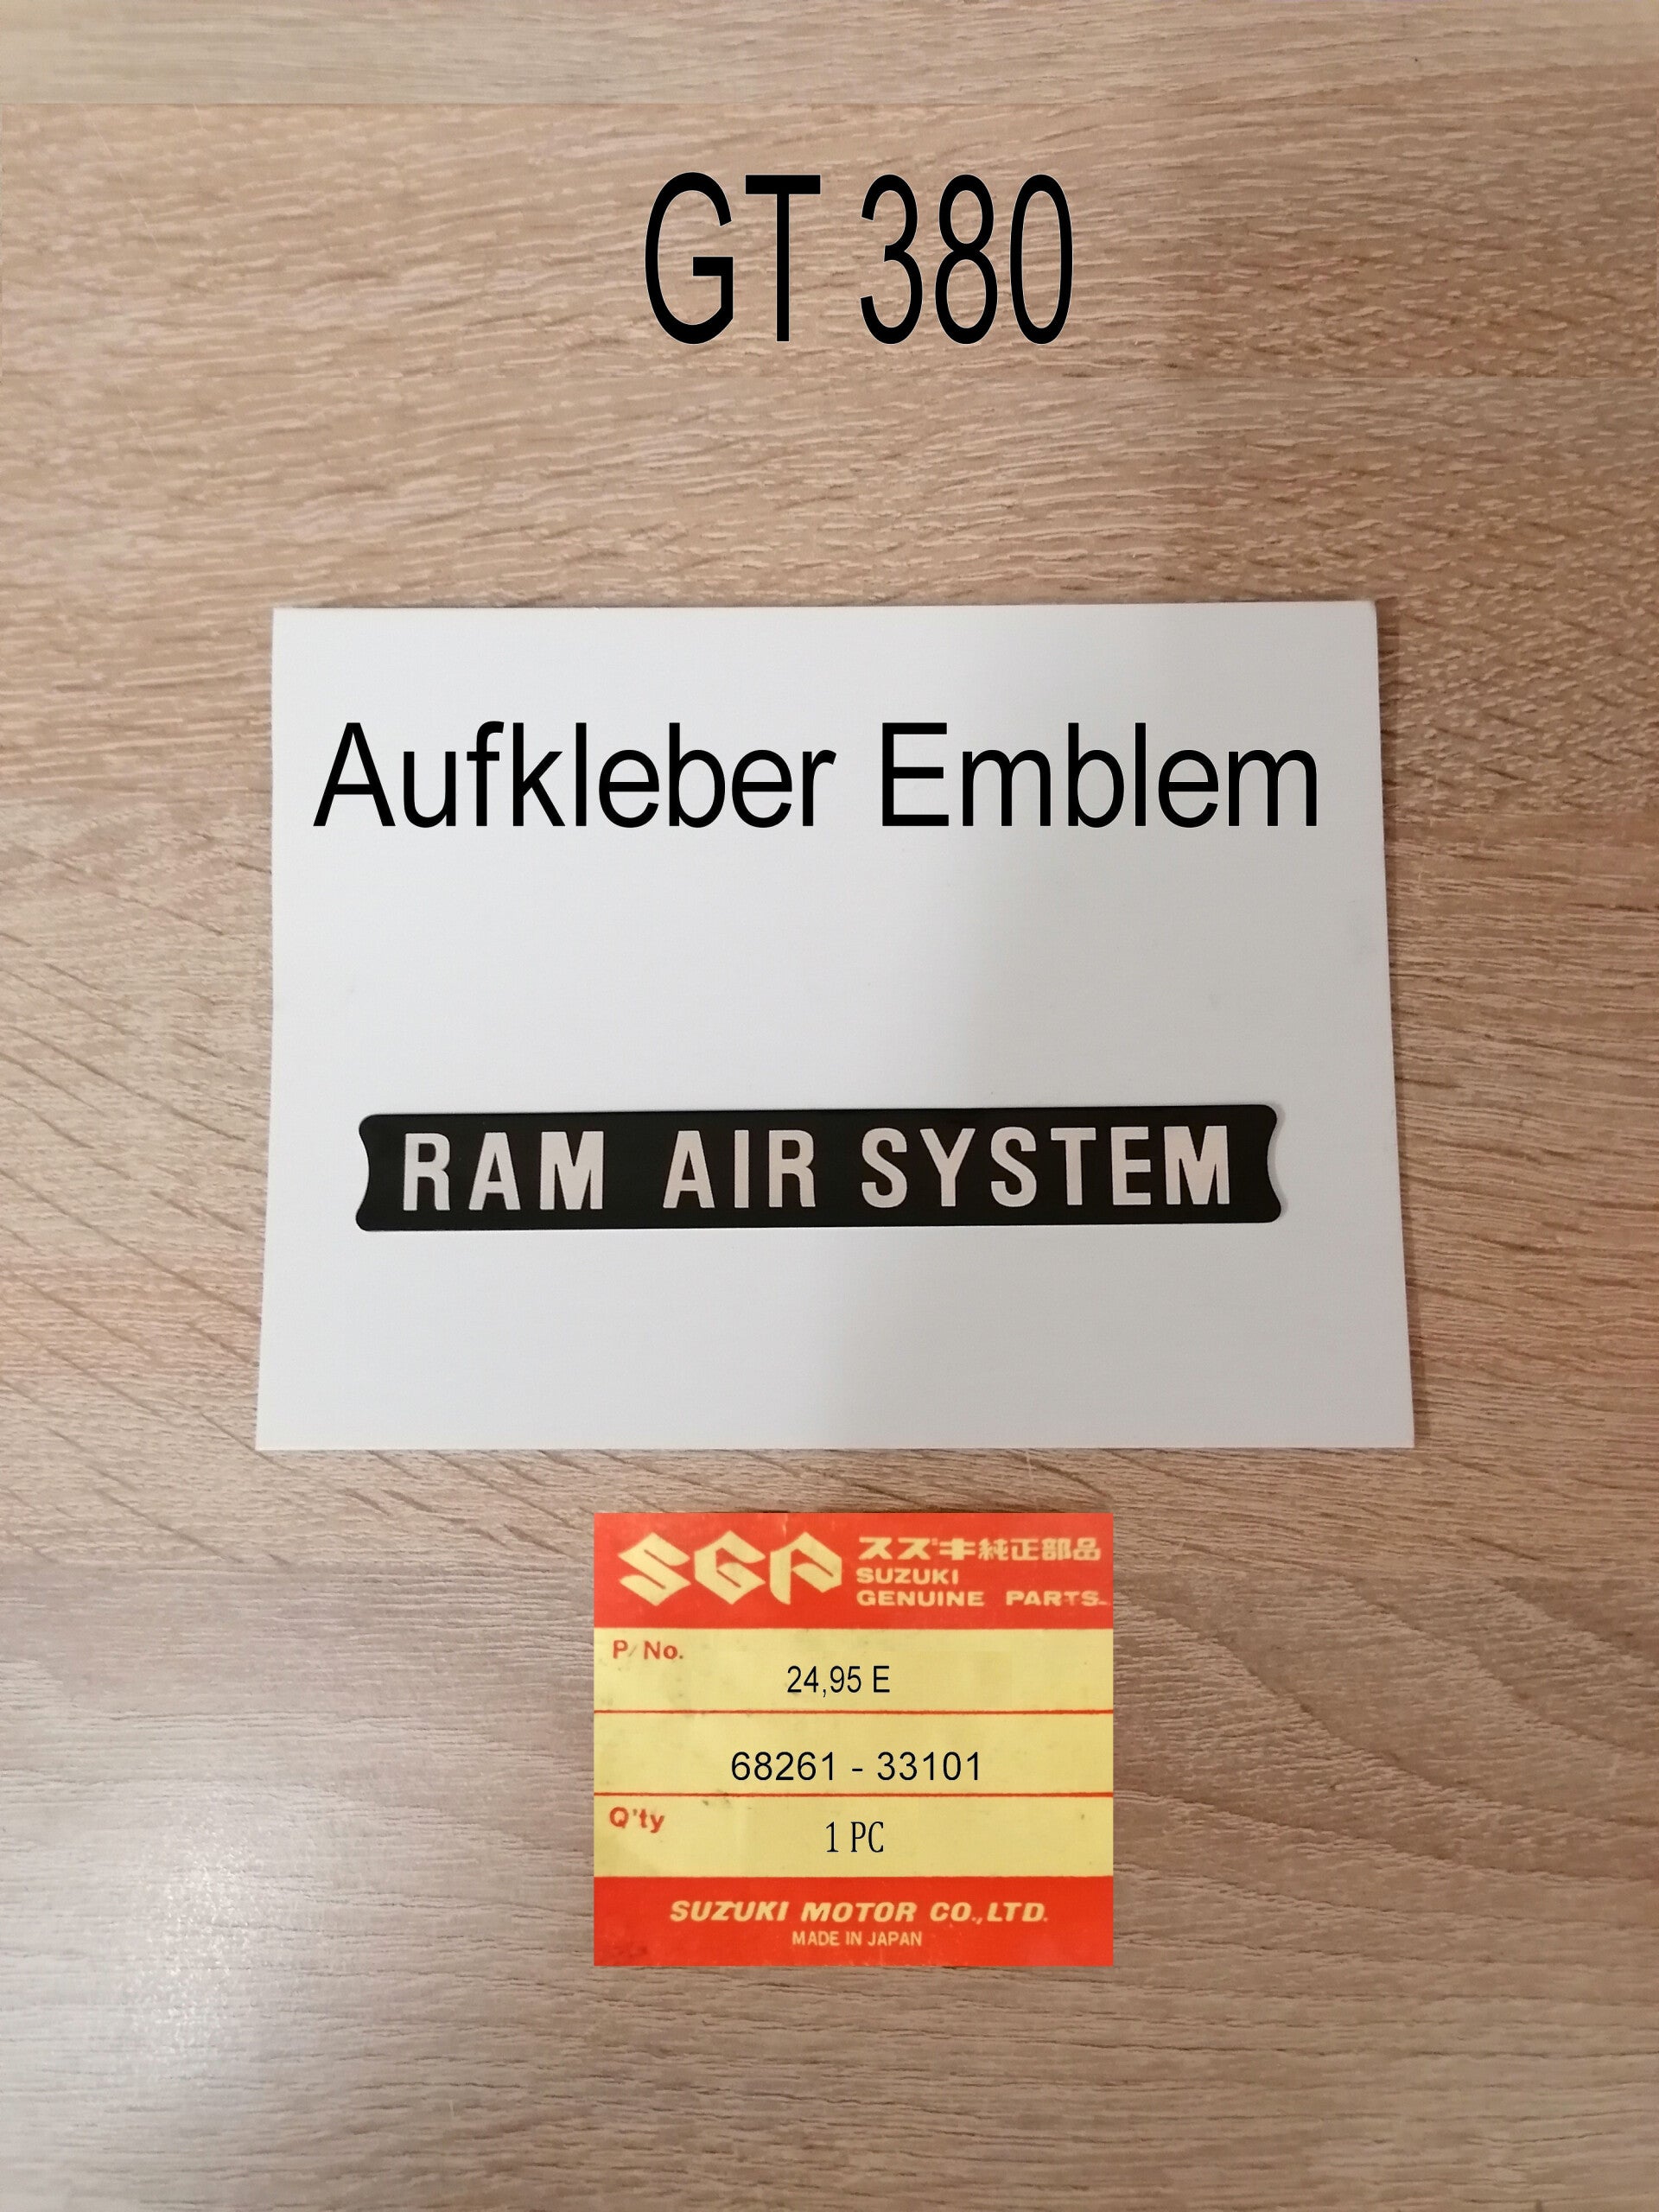 GT 380
Aufkleber Emblem
RAM AIR SYSTEM
SGP スズキ純正部品
SUZUKI
GENUINE PARTS
P/No.
24,95 E
68261 - 33101
Q'ty
1 PC
SUZUKI MOTOR CO.,LTD.
MADE IN JAPAN